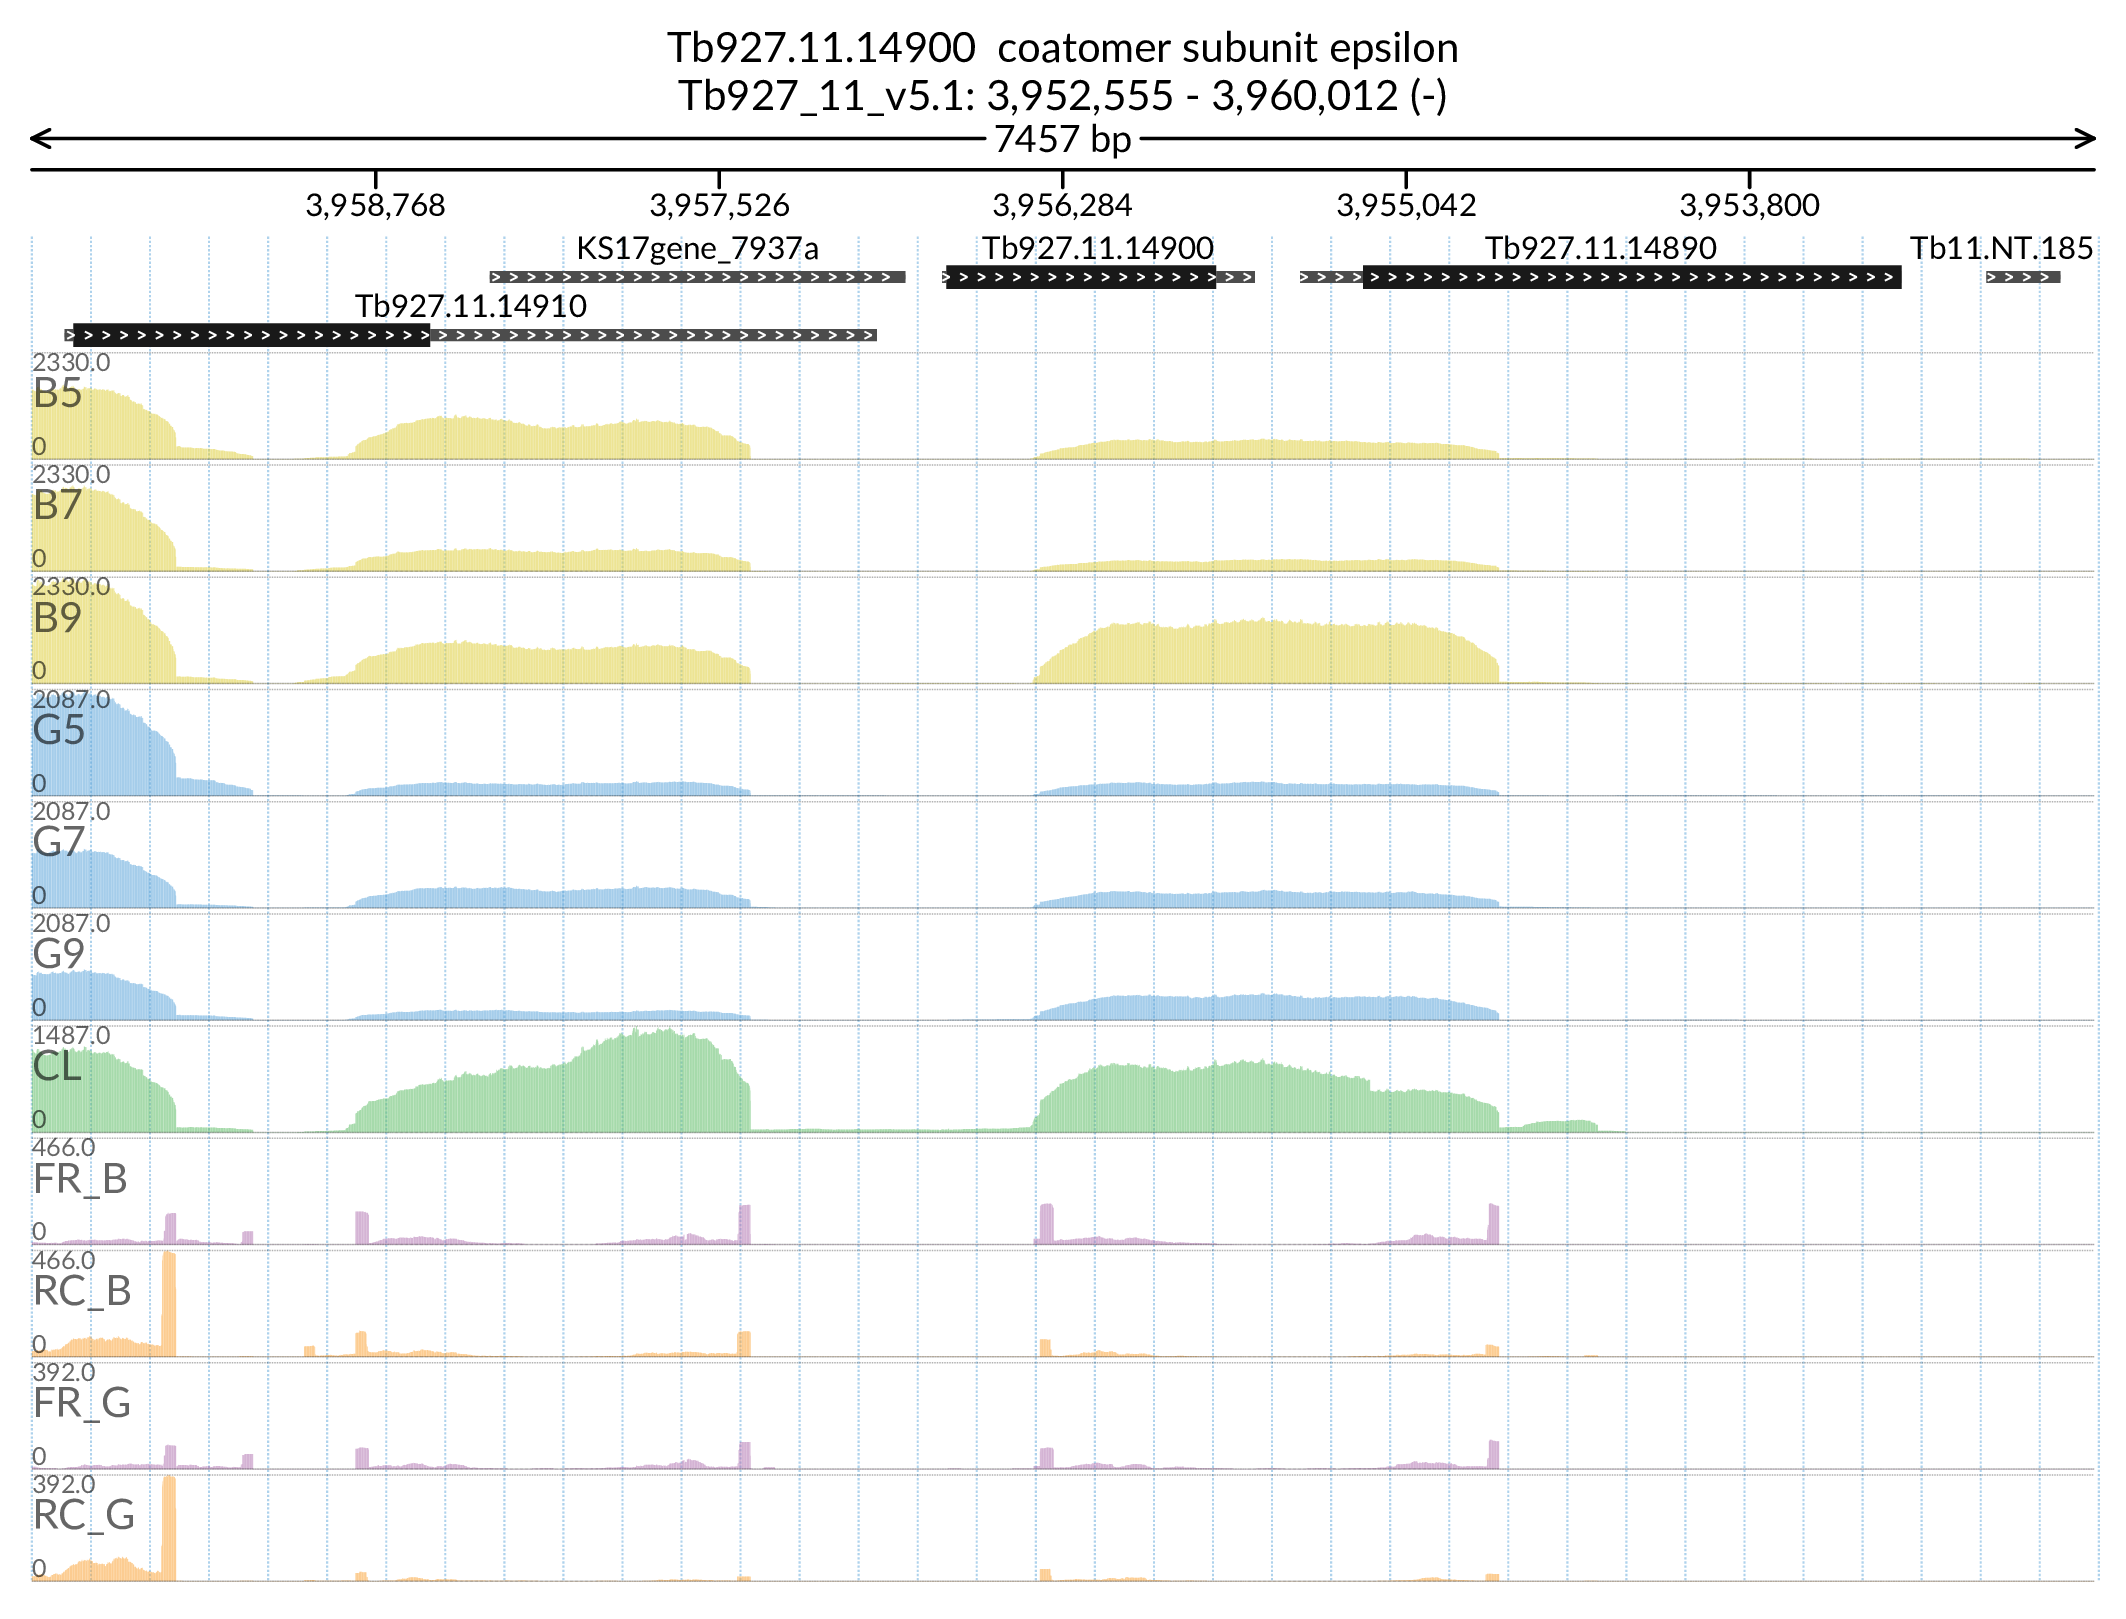 Tb927.11.14900  coatomer subunit epsilon
Tb927_11_v5.1: 3,952,555 - 3,960,012 (-)
7457 bp
3,958,768 3,957,526 3,956,284 3,955,042 3,953,800
KS17gene_7937a Tb927.11.14900 Tb927.11.14890 Tb11.NT.185
Tb927.11.14910
2330.0
B5
0
2330.0
B7
0
2330.0
B9
0
2087.0
G5
0
2087.0
G7
0
2087.0
G9
0
1487.0
CL
0
466.0
FR_B
0
466.0
RC_B
0
392.0
FR_G
0
392.0
RC_G
0